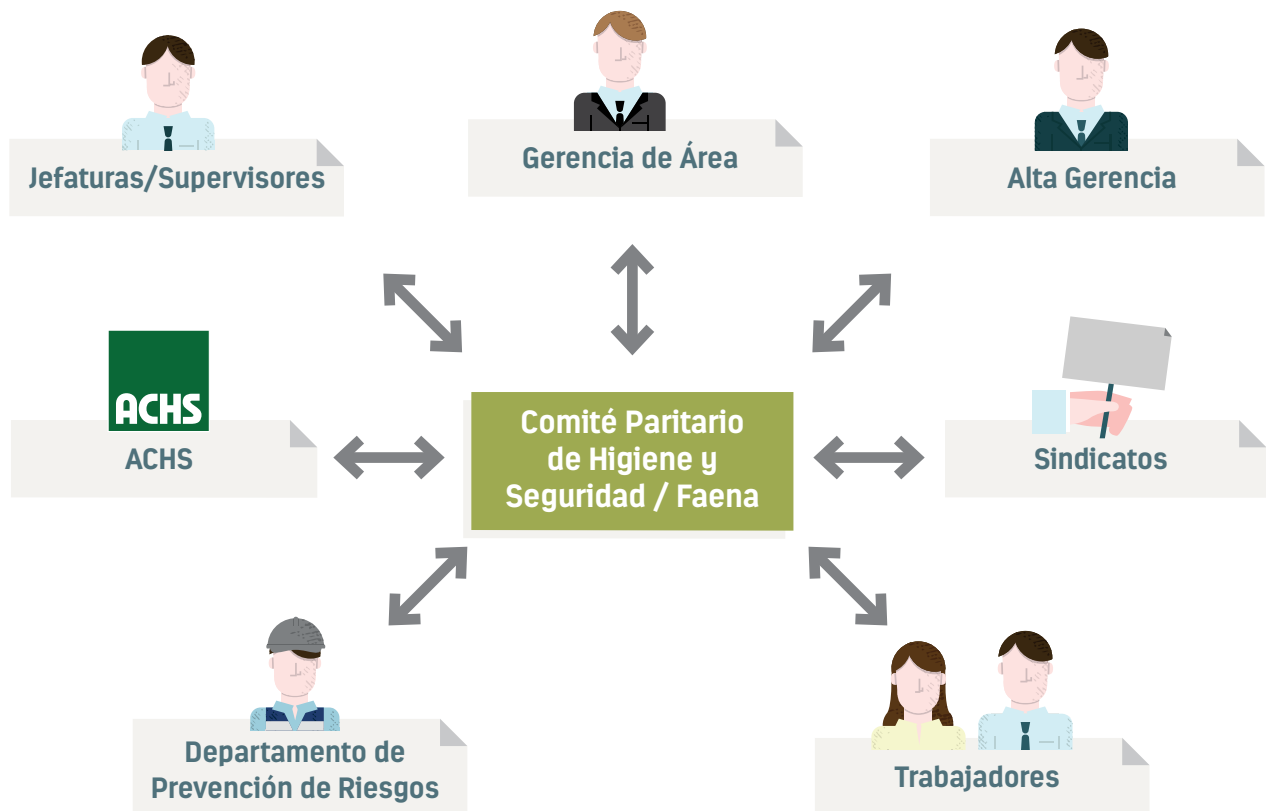 Jefaturas/Supervisores
Gerencia de Área
Alta Gerencia
ACHS
ACHS
Comité Paritario
de Higiene y
Seguridad / Faena
Sindicatos
Departamento de
Prevención de Riesgos
Trabajadores